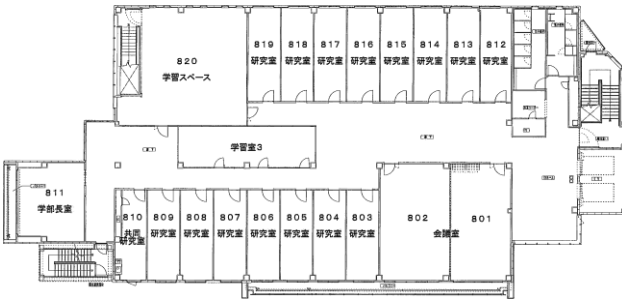 820
学習スペース
819
研究室
818
研究室
817
研究室
816
研究室
815
研究室
814
研究室
813
研究室
812
研究室
学習室3
811
学部長室
810
共同
研究室
809
研究室
808
研究室
807
研究室
806
研究室
805
研究室
804
研究室
803
研究室
802
801
会議室